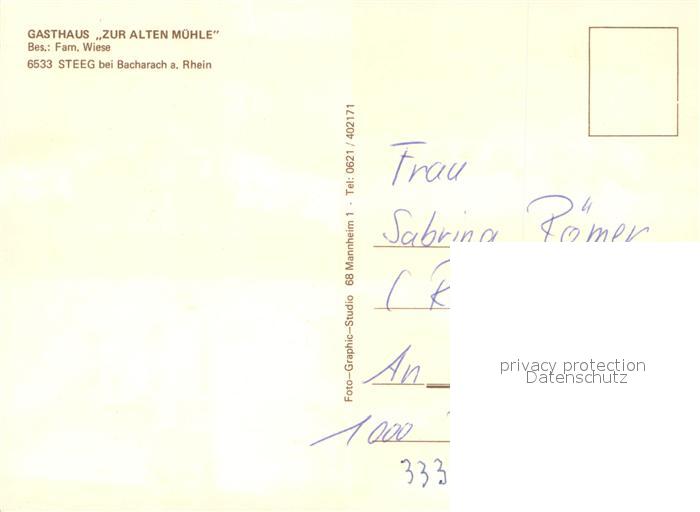 GASTHAUS „ZUR ALTEN MÜHLE”
Bes.: Fam. Wiese
6533 STEEG bei Bacharach a. Rhein
Foto-Graphic-Studio 68 Mannheim 1 · Tel: 0621 / 402171
Frau
Sabrina Römer
( R
An
1000
333
privacy protection
Datenschutz